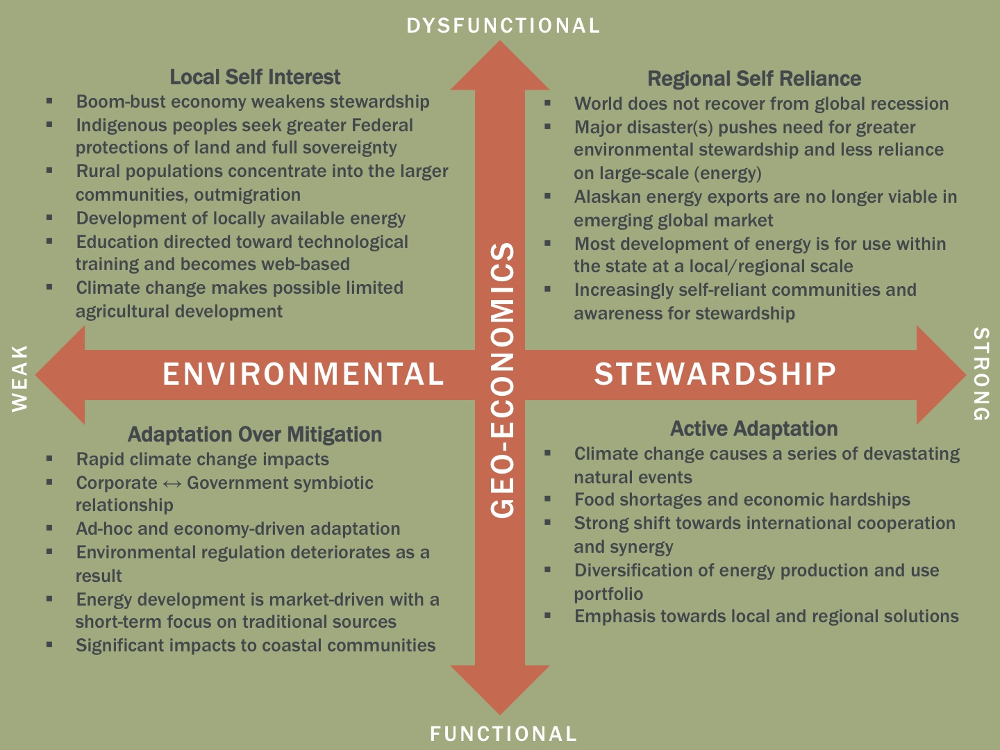 DYSFUNCTIONAL
Local Self Interest
▪ Boom-bust economy weakens stewardship
▪ Indigenous peoples seek greater Federal
protections of land and full sovereignty
▪ Rural populations concentrate into the larger
communities, outmigration
▪ Development of locally available energy
▪ Education directed toward technological
training and becomes web-based
▪ Climate change makes possible limited
agricultural development
Regional Self Reliance
▪ World does not recover from global recession
▪ Major disaster(s) pushes need for greater
environmental stewardship and less reliance
on large-scale (energy)
▪ Alaskan energy exports are no longer viable in
emerging global market
▪ Most development of energy is for use within
the state at a local/regional scale
▪ Increasingly self-reliant communities and
awareness for stewardship
WEAK
ENVIRONMENTAL STEWARDSHIP
STRONG
GEO-ECONOMICS
Adaptation Over Mitigation
▪ Rapid climate change impacts
▪ Corporate ↔ Government symbiotic
relationship
▪ Ad-hoc and economy-driven adaptation
▪ Environmental regulation deteriorates as a
result
▪ Energy development is market-driven with a
short-term focus on traditional sources
▪ Significant impacts to coastal communities
Active Adaptation
▪ Climate change causes a series of devastating
natural events
▪ Food shortages and economic hardships
▪ Strong shift towards international cooperation
and synergy
▪ Diversification of energy production and use
portfolio
▪ Emphasis towards local and regional solutions
FUNCTIONAL